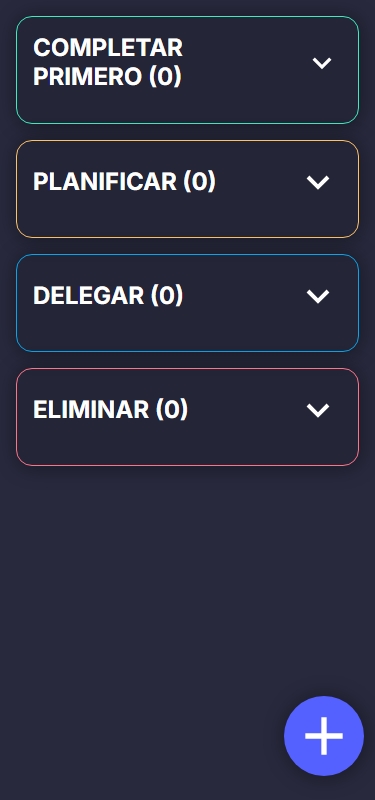 COMPLETAR
PRIMERO (0)
PLANIFICAR (0)
DELEGAR (0)
ELIMINAR (0)